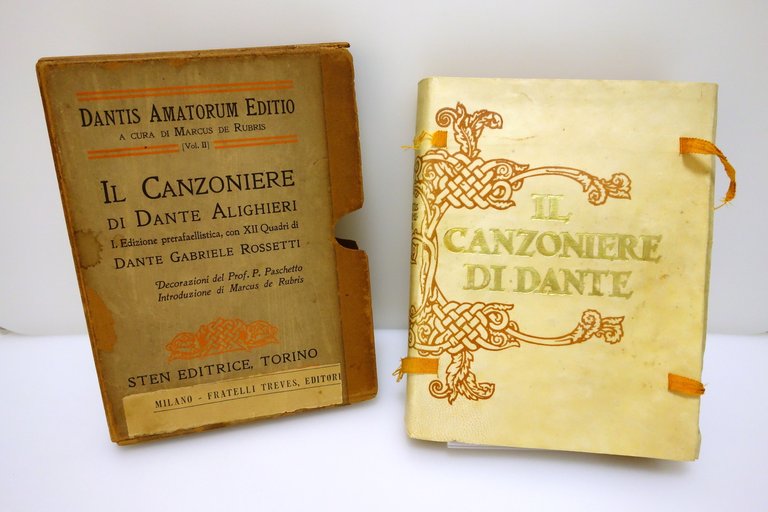 DANTIS AMATORUM EDITIO
A CURA DI MARCUS DE RUBRIS
[Vol. II]
IL CANZONIERE
DI DANTE ALIGHIERI
I. Edizione prerafaellistica, con XII Quadri di
DANTE GABRIELE ROSSETTI
Decorazioni del Prof. P. Paschetto
Introduzione di Marcus de Rubris
STEN EDITRICE, TORINO
MILANO - FRATELLI TREVES, EDITORI
IL
CANZONIERE
DI·DANTE